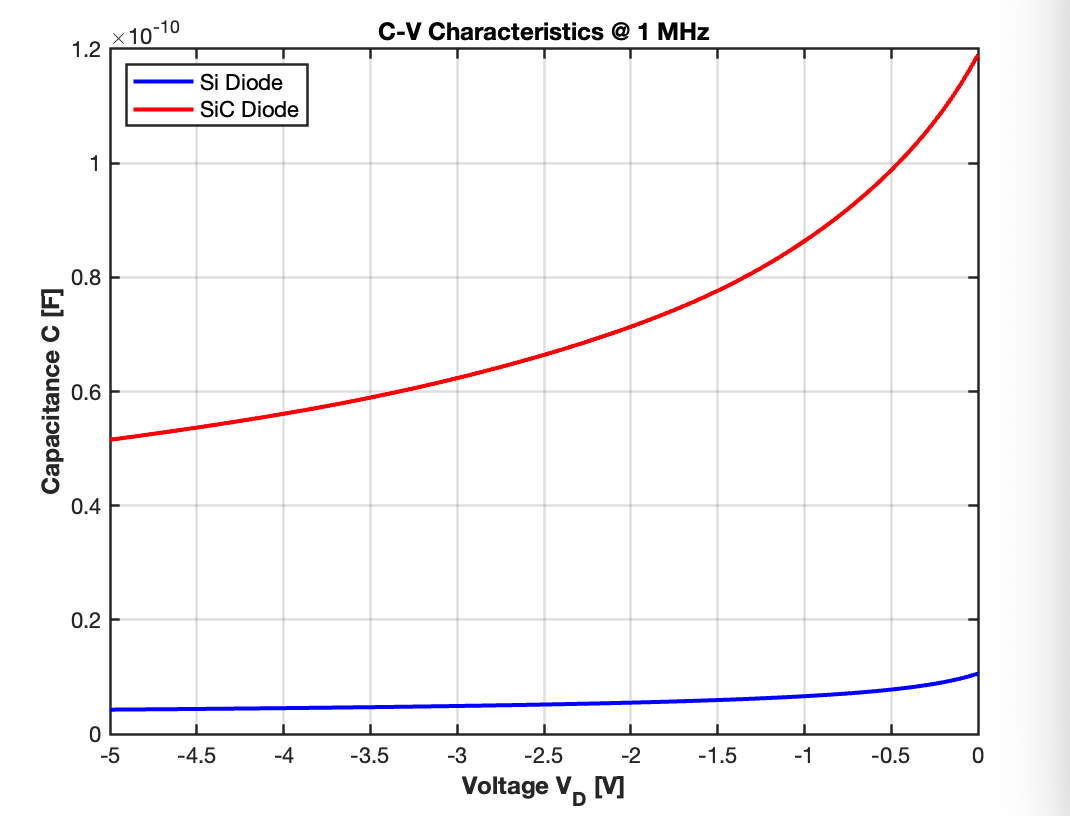 C-V Characteristics @ 1 MHz
×10⁻¹⁰
Si Diode
SiC Diode
1.2
1
0.8
0.6
0.4
0.2
0
Capacitance C [F]
-5 -4.5 -4 -3.5 -3 -2.5 -2 -1.5 -1 -0.5 0
Voltage V_D [V]